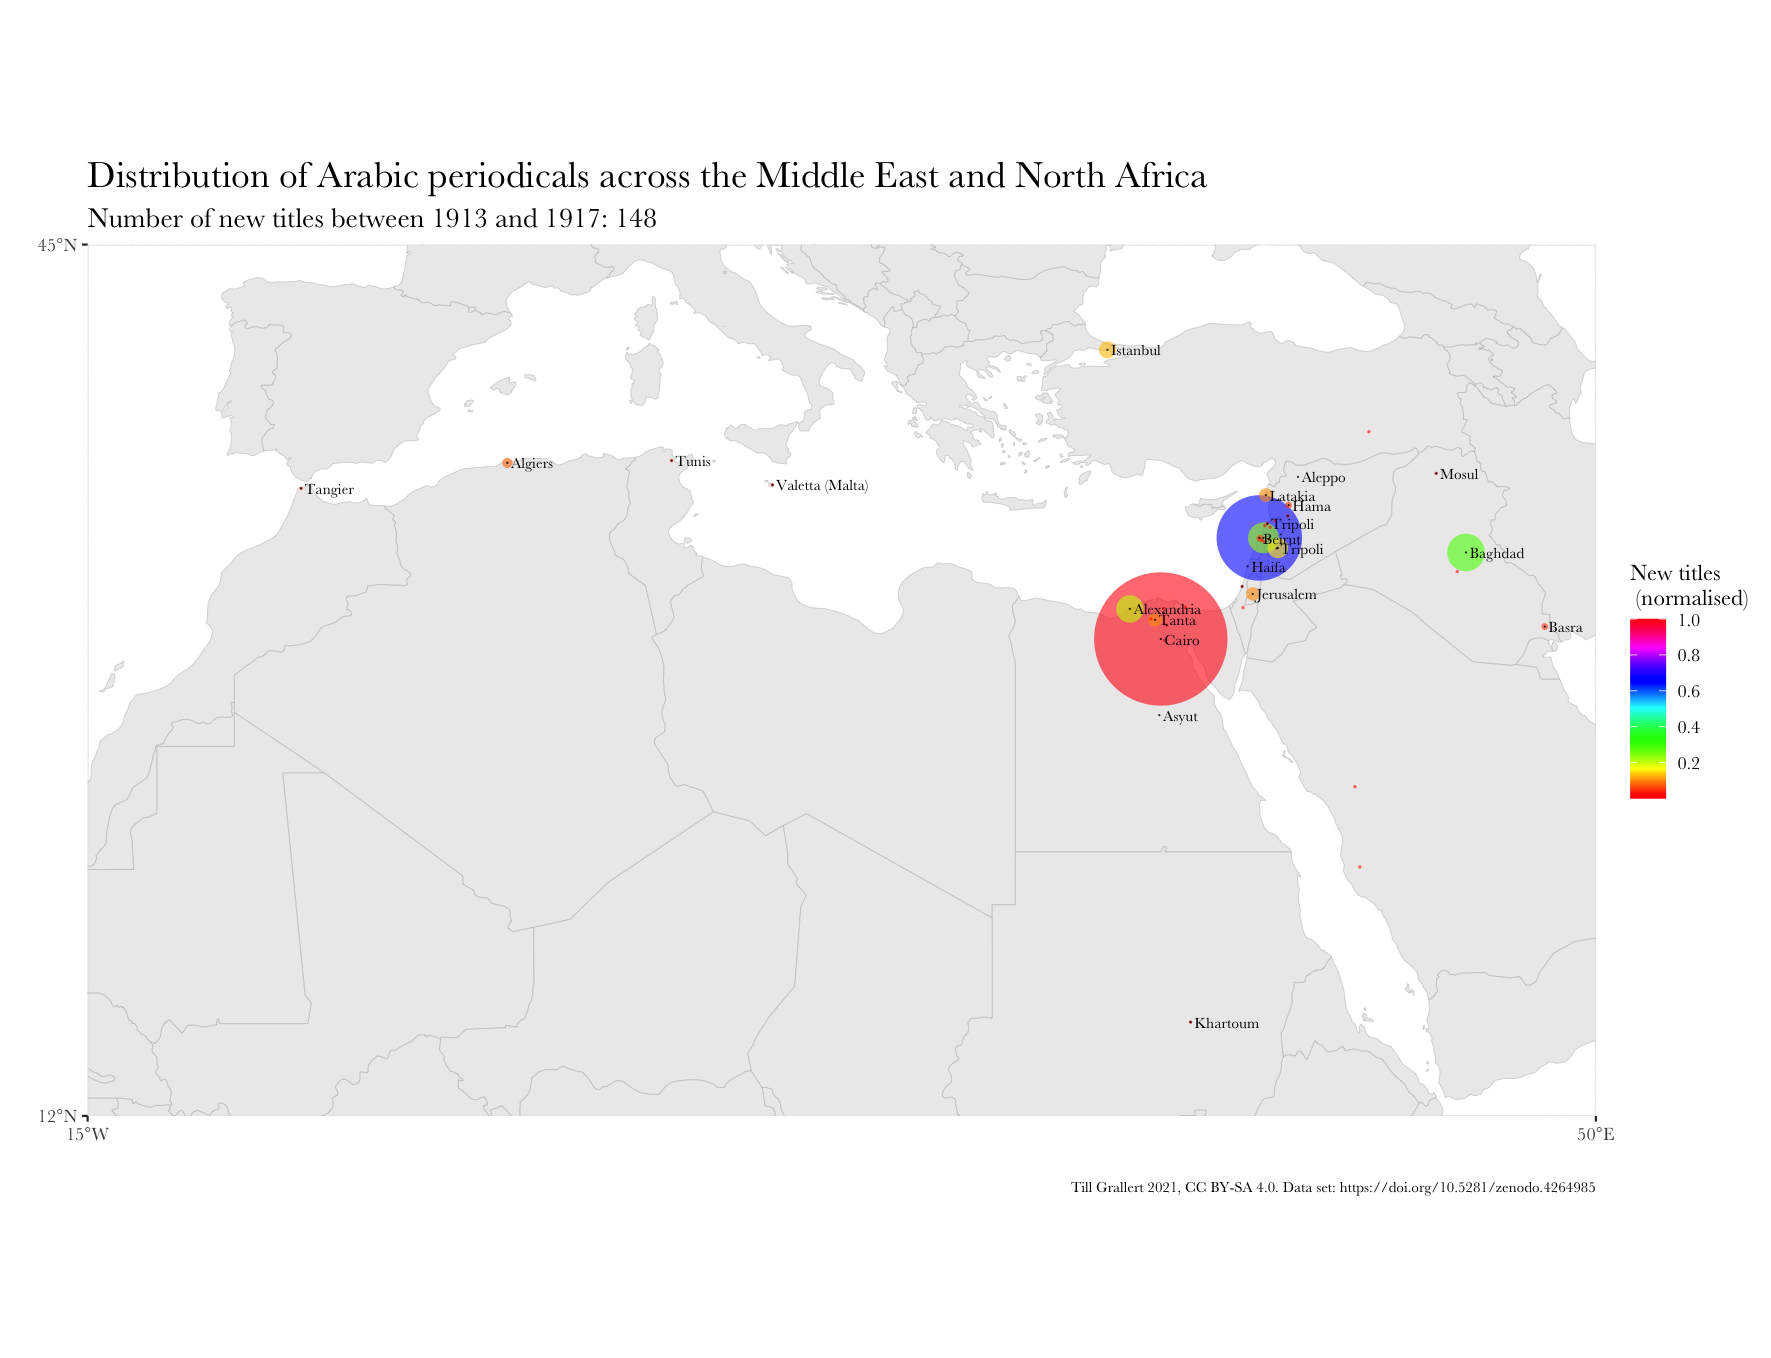 Distribution of Arabic periodicals across the Middle East and North Africa
Number of new titles between 1913 and 1917: 148
45°N
Istanbul
Algiers
Tunis
Aleppo
Mosul
Valetta (Malta)
Tangier
Latakia
Hama
Tripoli
Beirut
Tripoli
Baghdad
Haifa
Jerusalem
Alexandria
Tanta
Basra
Cairo
Asyut
Khartoum
New titles
(normalised)
1.0
0.8
0.6
0.4
0.2
12°N
15°W
50°E
Till Grallert 2021, CC BY-SA 4.0. Data set: https://doi.org/10.5281/zenodo.4264985